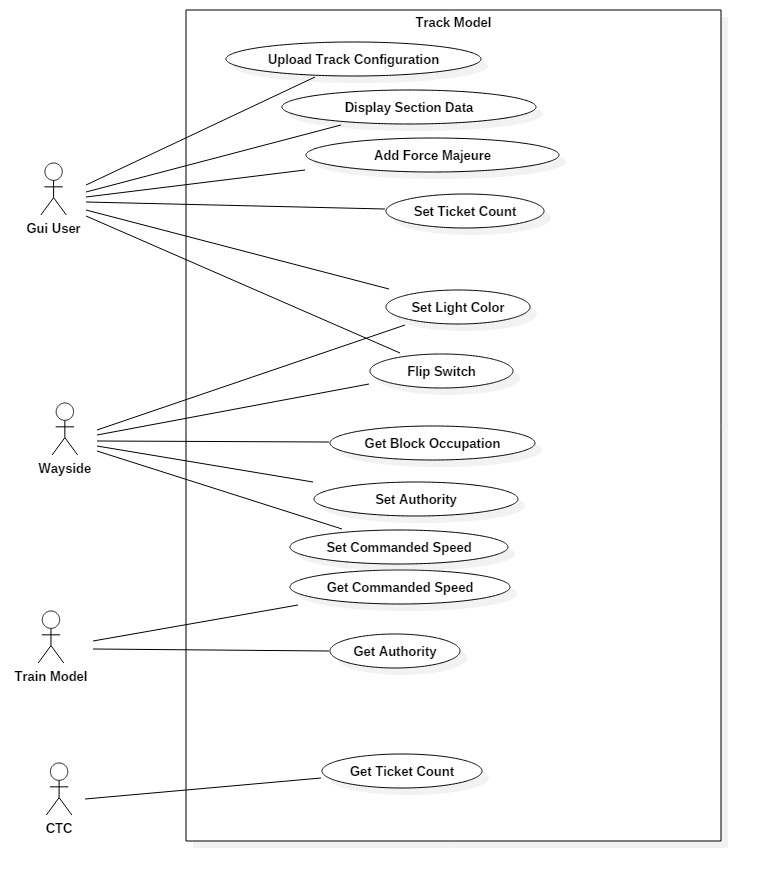 Track Model
Upload Track Configuration
Display Section Data
Add Force Majeure
Set Ticket Count
Gui User
Set Light Color
Flip Switch
Get Block Occupation
Wayside
Set Authority
Set Commanded Speed
Get Commanded Speed
Get Authority
Train Model
Get Ticket Count
CTC